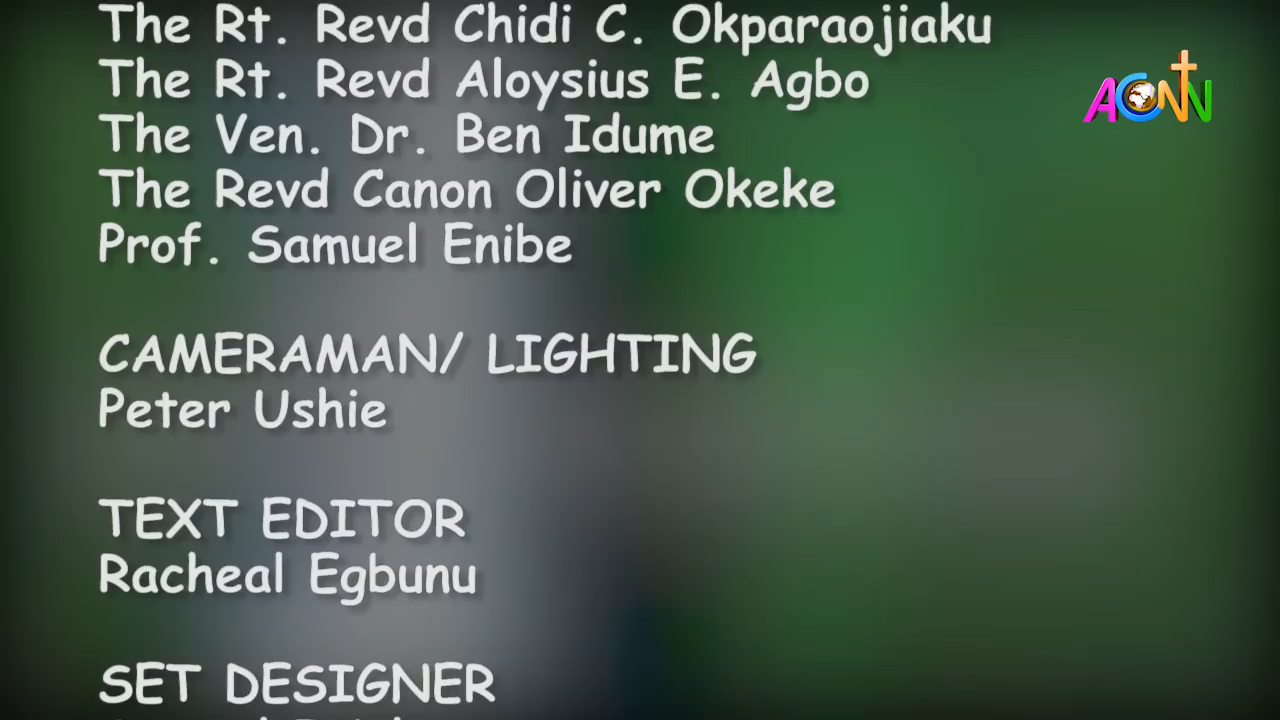 The Rt. Revd Chidi C. Okparaojiaku
The Rt. Revd Aloysius E. Agbo
The Ven. Dr. Ben Idume
The Revd Canon Oliver Okeke
Prof. Samuel Enibe
CAMERAMAN/ LIGHTING
Peter Ushie
TEXT EDITOR
Racheal Egbunu
SET DESIGNER
ACNN